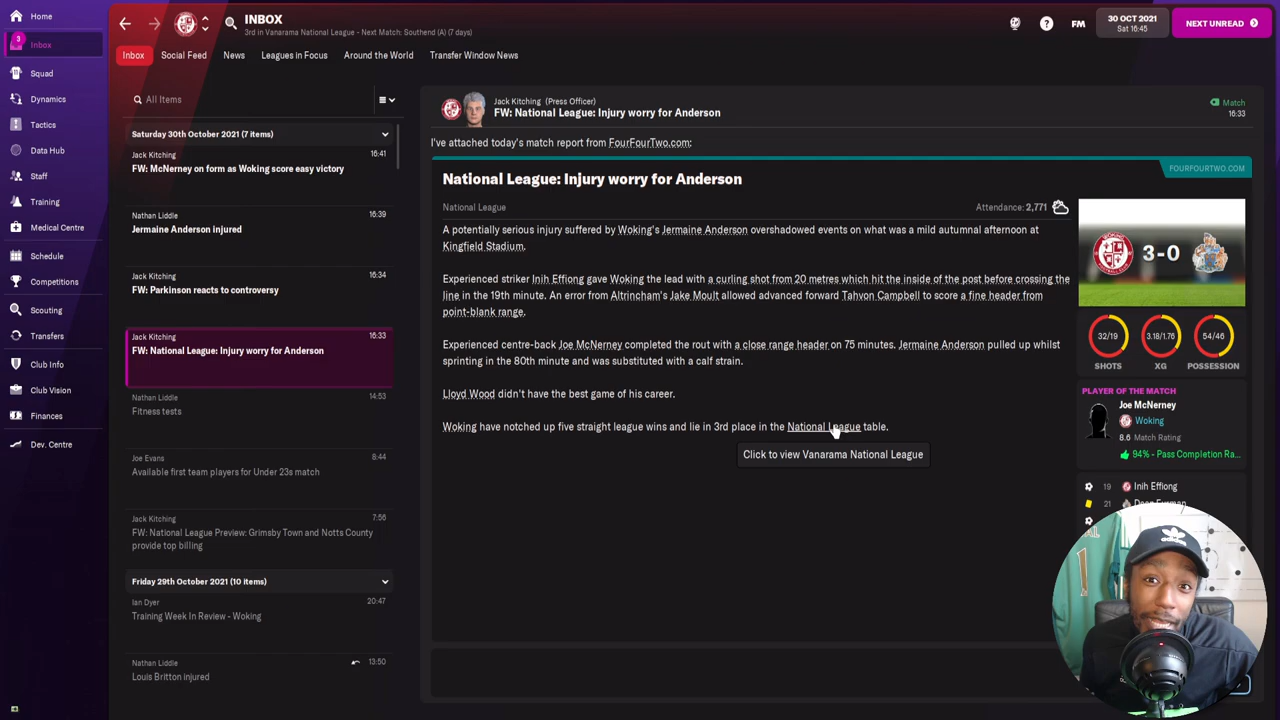 Home
3
Inbox
Squad
Dynamics
Tactics
Data Hub
Staff
Training
Medical Centre
Schedule
Competitions
Scouting
Transfers
Club Info
Club Vision
Finances
Dev. Centre
INBOX
3rd in Vanarama National League - Next Match: Southend (A) (7 days)
FM
30 OCT 2021
Sat 16:45
NEXT UNREAD
Inbox Social Feed News Leagues in Focus Around the World Transfer Window News
All Items
Saturday 30th October 2021 (7 items)
Jack Kitching 16:41
FW: McNerney on form as Woking score easy victory
Nathan Liddle 16:39
Jermaine Anderson injured
Jack Kitching 16:34
FW: Parkinson reacts to controversy
Jack Kitching 16:33
FW: National League: Injury worry for Anderson
Nathan Liddle 14:53
Fitness tests
Joe Evans 8:44
Available first team players for Under 23s match
Jack Kitching 7:56
FW: National League Preview: Grimsby Town and Notts County
provide top billing
Friday 29th October 2021 (10 items)
Ian Dyer 20:47
Training Week In Review - Woking
Nathan Liddle 13:50
Louis Britton injured
Jack Kitching (Press Officer)
FW: National League: Injury worry for Anderson
Match
16:33
I've attached today's match report from FourFourTwo.com:
FOURFOURTWO.COM
National League: Injury worry for Anderson
National League Attendance: 2,771
A potentially serious injury suffered by Woking's Jermaine Anderson overshadowed events on what was a mild autumnal afternoon at
Kingfield Stadium.
Experienced striker Inih Effiong gave Woking the lead with a curling shot from 20 metres which hit the inside of the post before crossing the
line in the 19th minute. An error from Altrincham's Jake Moult allowed advanced forward Tahvon Campbell to score a fine header from
point-blank range.
Experienced centre-back Joe McNerney completed the rout with a close range header on 75 minutes. Jermaine Anderson pulled up whilst
sprinting in the 80th minute and was substituted with a calf strain.
Lloyd Wood didn't have the best game of his career.
Woking have notched up five straight league wins and lie in 3rd place in the National League table.
Click to view Vanarama National League
3-0
32/19 3.18/1.76 54/46
SHOTS XG POSSESSION
PLAYER OF THE MATCH
Joe McNerney
Woking
8.6 Match Rating
94% - Pass Completion Ra...
19 Inih Effiong
21